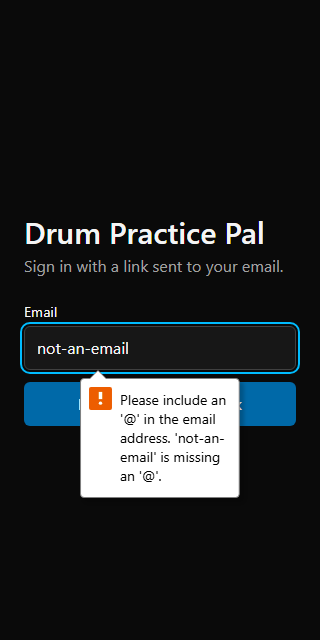 Drum Practice Pal
Sign in with a link sent to your email.
Email
not-an-email
Please include an
'@' in the email
address. 'not-an-
email' is missing
an '@'.